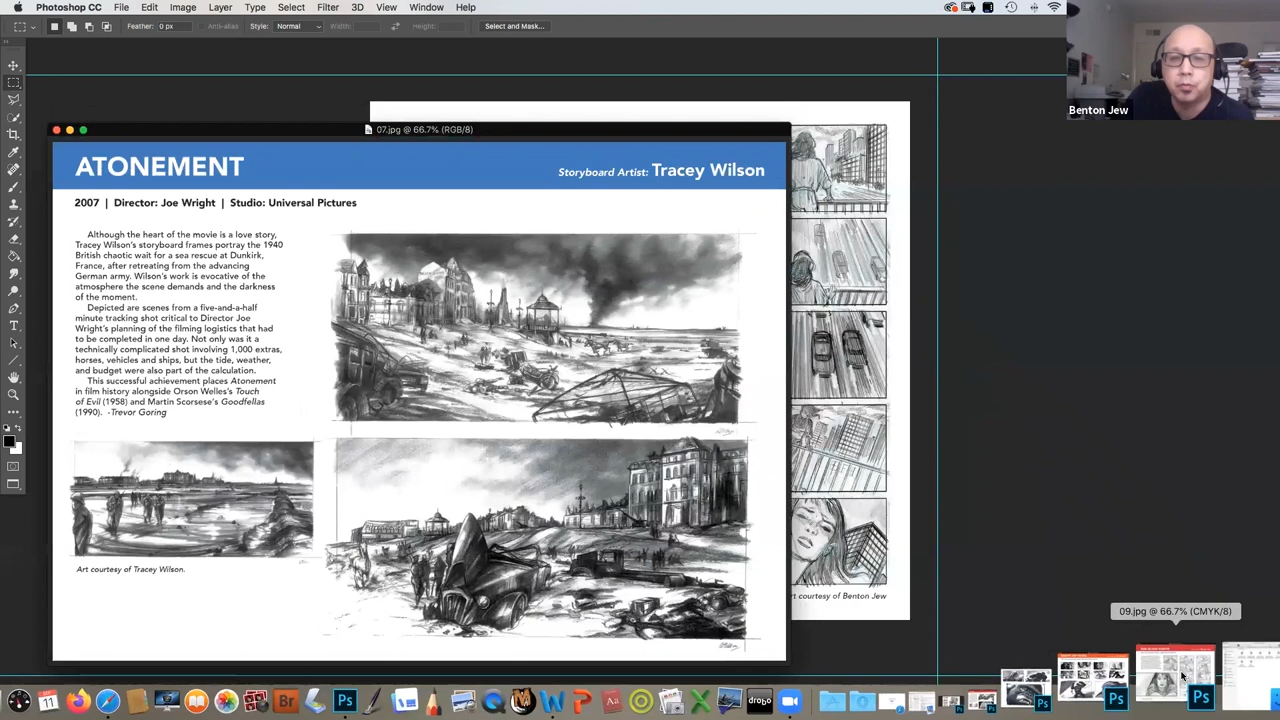 Photoshop CC File Edit Image Layer Type Select Filter 3D View Window Help
Feather: 0 px Anti-alias Style: Normal Width: Height: Select and Mask...
Benton Jew
07.jpg @ 66.7% (RGB/8)
ATONEMENT
Storyboard Artist: Tracey Wilson
2007 | Director: Joe Wright | Studio: Universal Pictures
Although the heart of the movie is a love story,
Tracey Wilson's storyboard frames portray the 1940
British chaotic wait for a sea rescue at Dunkirk,
France, after retreating from the advancing
German army. Wilson's work is evocative of the
atmosphere the scene demands and the darkness
of the moment.
Depicted are scenes from a five-and-a-half
minute tracking shot critical to Director Joe
Wright's planning of the filming logistics that had
to be completed in one day. Not only was it a
technically complicated shot involving 1,000 extras,
horses, vehicles and ships, but the tide, weather,
and budget were also part of the calculation.
This successful achievement places Atonement
in film history alongside Orson Welles's Touch
of Evil (1958) and Martin Scorsese's Goodfellas
(1990). -Trevor Goring
Art courtesy of Tracey Wilson.
rt courtesy of Benton Jew
09.jpg @ 66.7% (CMYK/8)